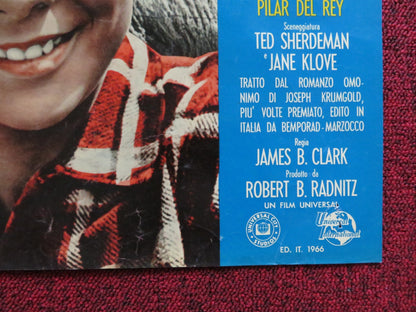 PILAR DEL REY
Sceneggiatura
TED SHERDEMAN
e JANE KLOVE
TRATTO DAL ROMANZO OMO-
NIMO DI JOSEPH KRUMGOLD,
PIU' VOLTE PREMIATO, EDITO IN
ITALIA DA BEMPORAD-MARZOCCO
Regia
JAMES B. CLARK
Prodotto da
ROBERT B. RADNITZ
UN FILM UNIVERSAL
UNIVERSAL CITY
STUDIOS
Universal
International
ED. IT. 1966